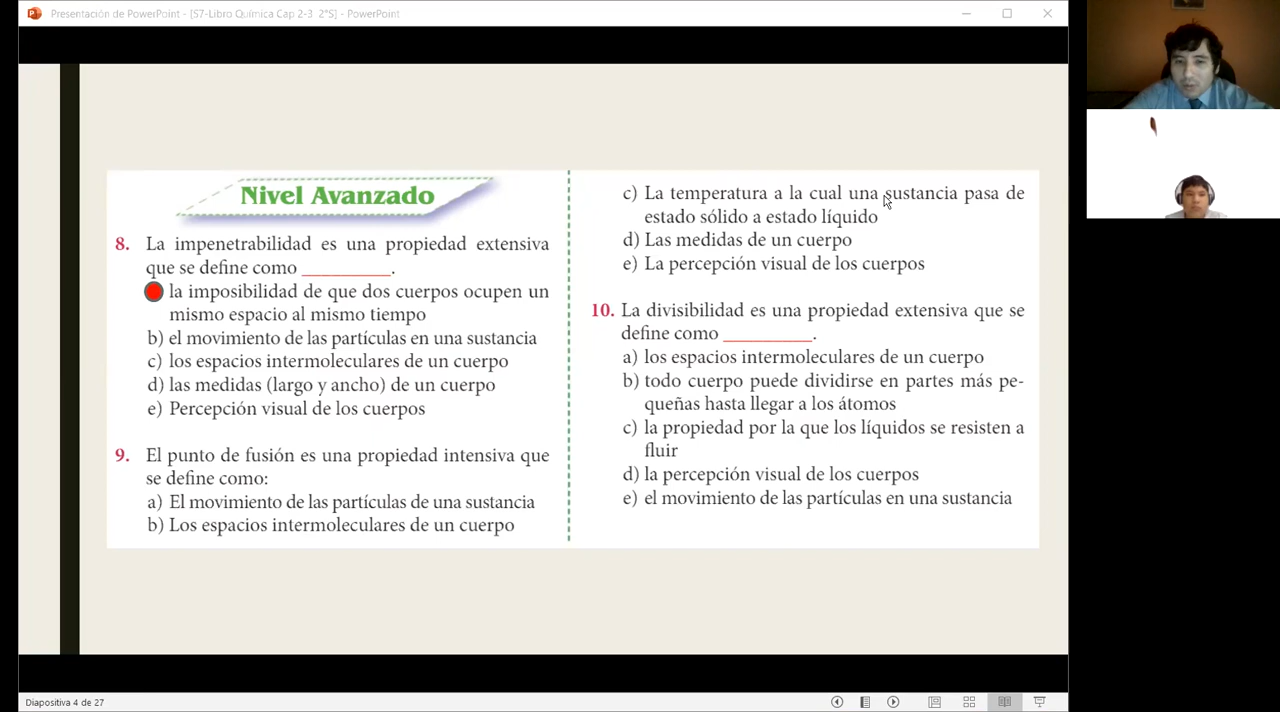 Presentación de PowerPoint - [S7-Libro Química Cap 2-3 2°S] - PowerPoint
Nivel Avanzado
8. La impenetrabilidad es una propiedad extensiva
que se define como __________.
la imposibilidad de que dos cuerpos ocupen un
mismo espacio al mismo tiempo
b) el movimiento de las partículas en una sustancia
c) los espacios intermoleculares de un cuerpo
d) las medidas (largo y ancho) de un cuerpo
e) Percepción visual de los cuerpos
9. El punto de fusión es una propiedad intensiva que
se define como:
a) El movimiento de las partículas de una sustancia
b) Los espacios intermoleculares de un cuerpo
c) La temperatura a la cual una sustancia pasa de
estado sólido a estado líquido
d) Las medidas de un cuerpo
e) La percepción visual de los cuerpos
10. La divisibilidad es una propiedad extensiva que se
define como __________.
a) los espacios intermoleculares de un cuerpo
b) todo cuerpo puede dividirse en partes más pe-
queñas hasta llegar a los átomos
c) la propiedad por la que los líquidos se resisten a
fluir
d) la percepción visual de los cuerpos
e) el movimiento de las partículas en una sustancia
Diapositiva 4 de 27